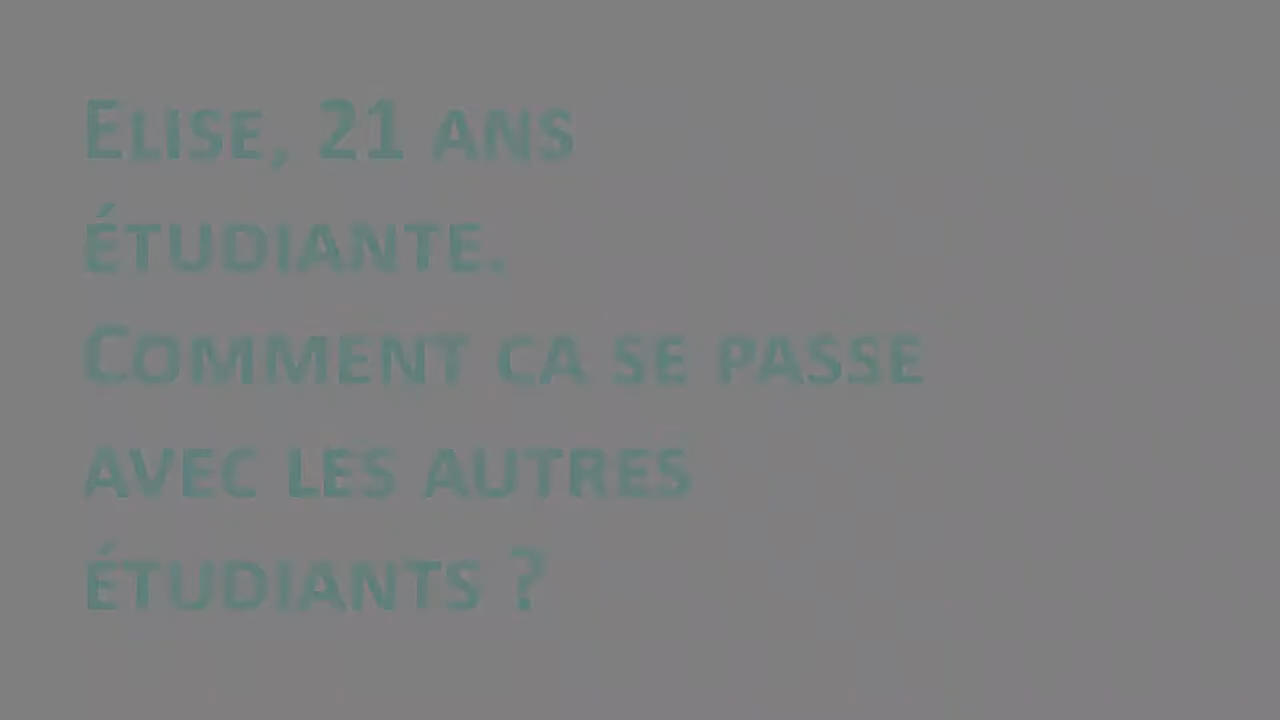 Elise, 21 ans
étudiante.
Comment ca se passe
avec les autres
étudiants ?